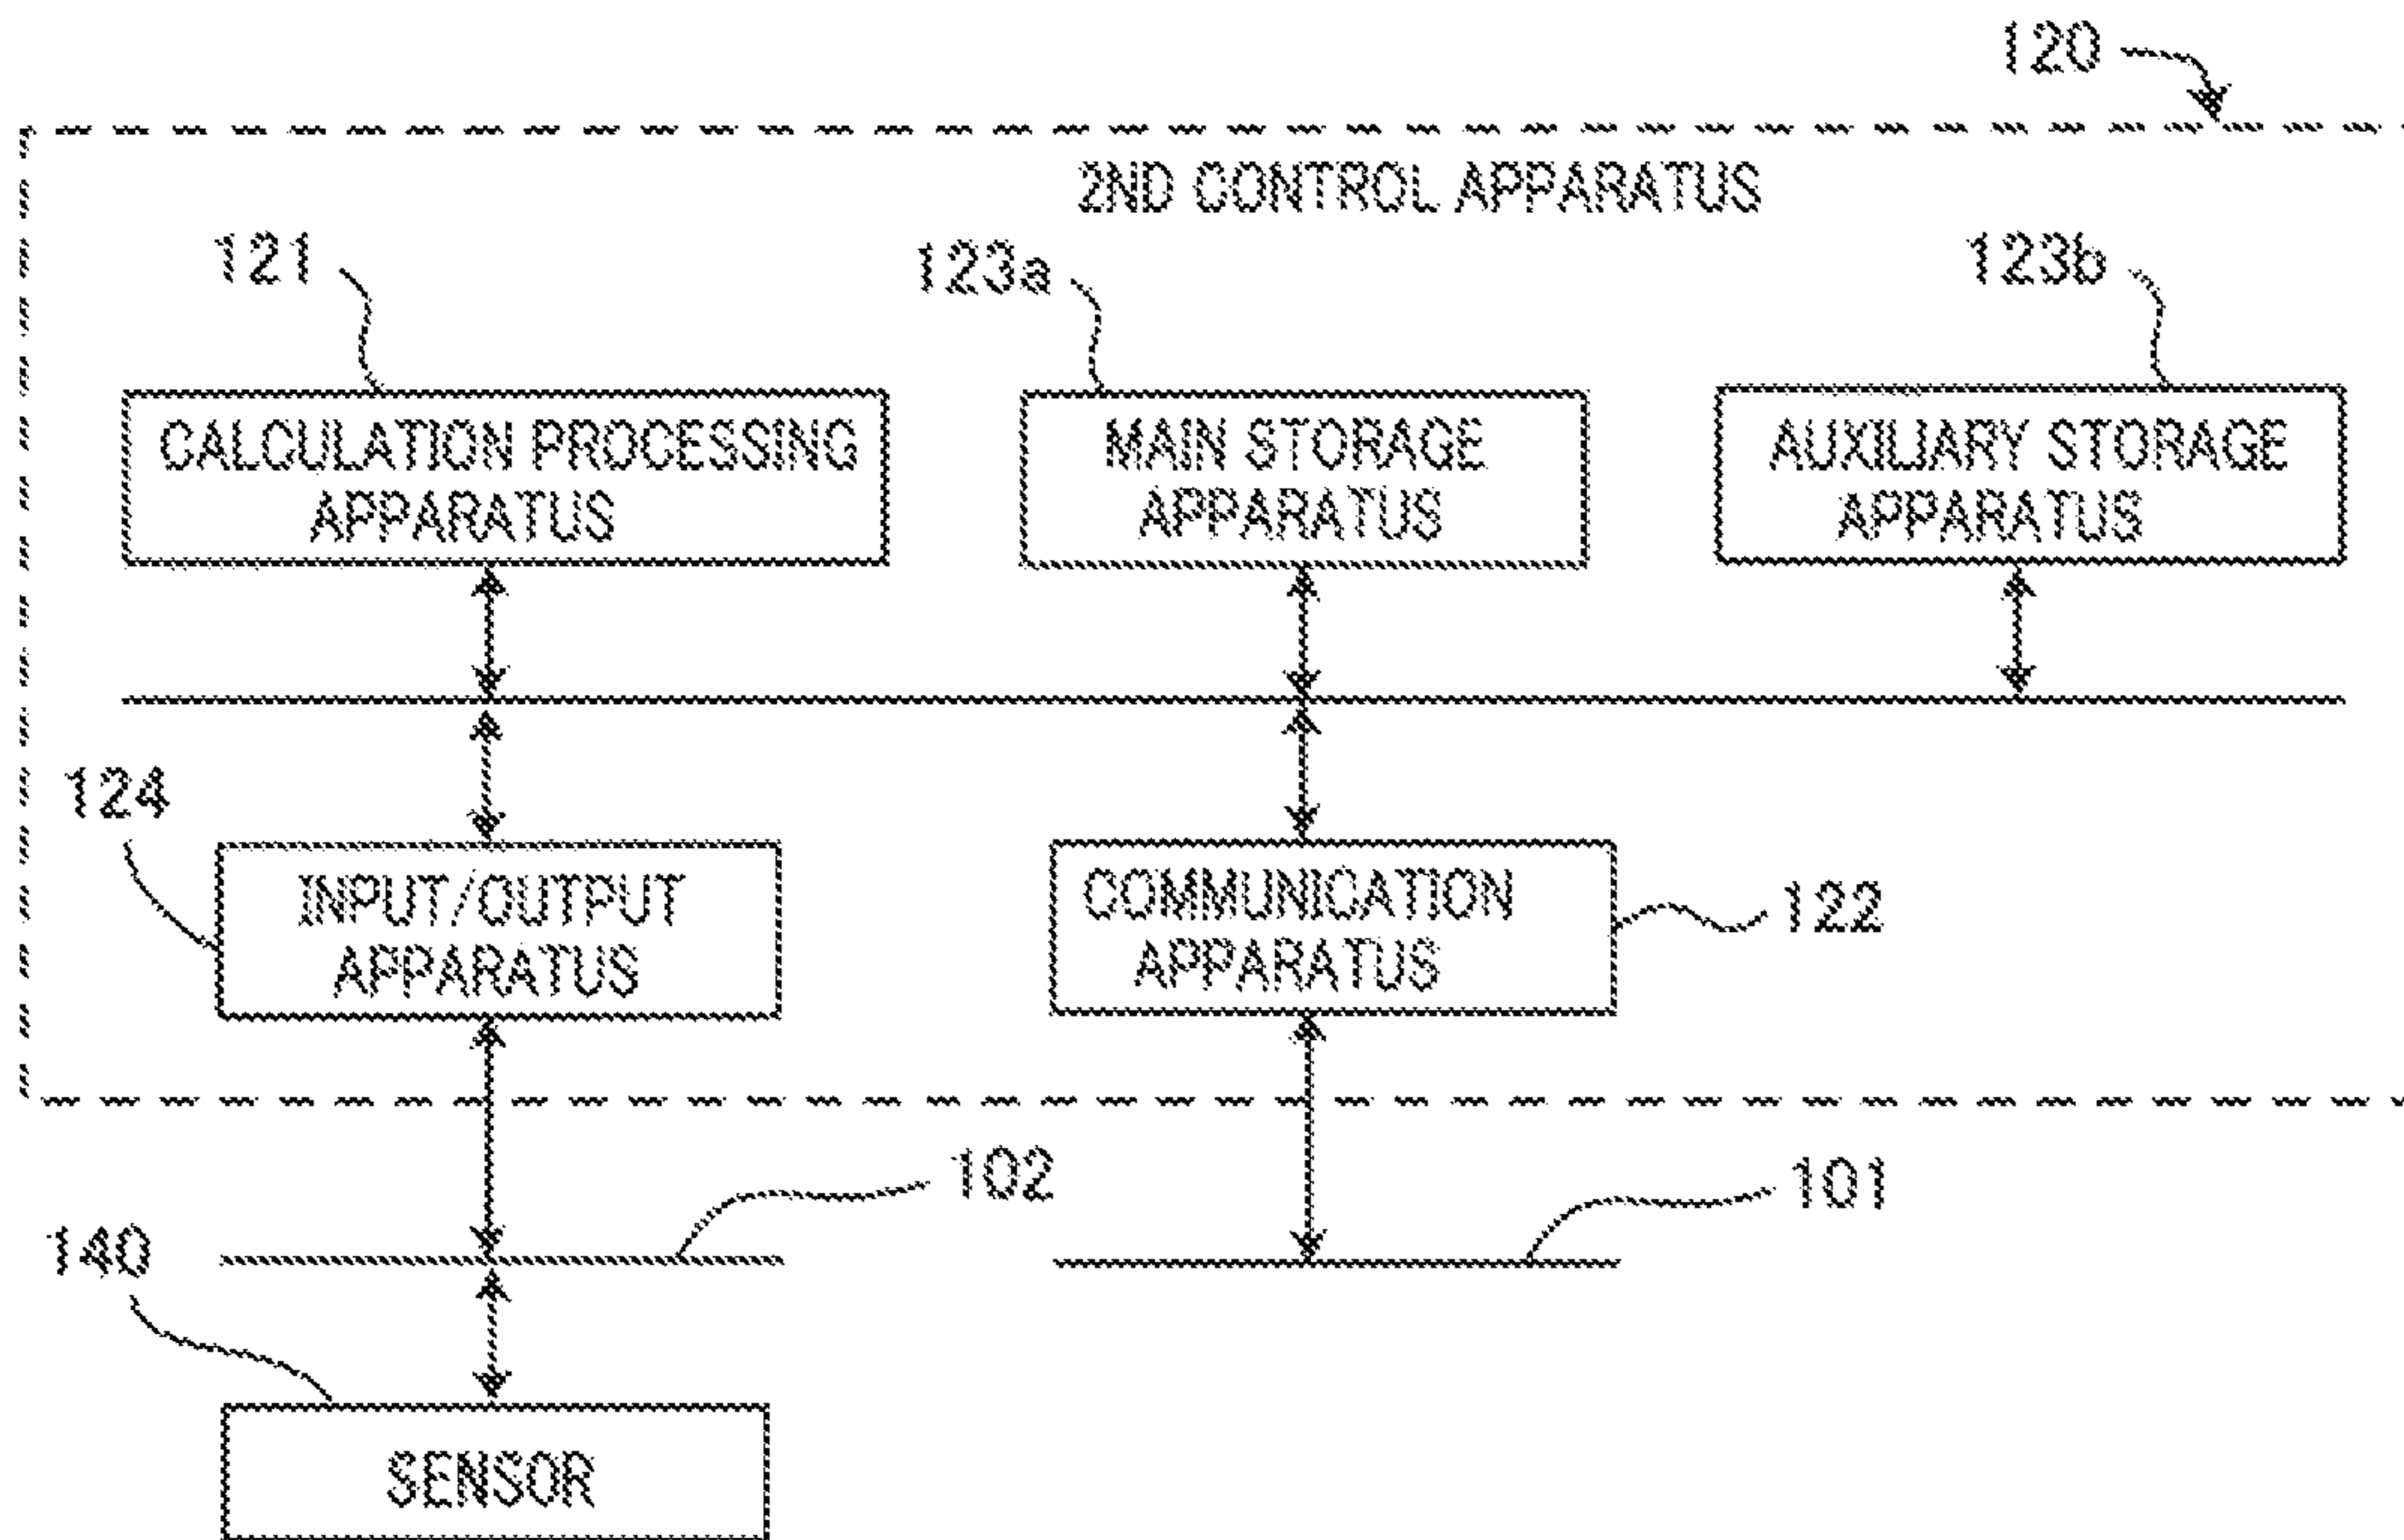 120
2ND CONTROL APPARATUS
121
123a
123b
CALCULATION PROCESSING
APPARATUS
MAIN STORAGE
APPARATUS
AUXILIARY STORAGE
APPARATUS
124
INPUT/OUTPUT
APPARATUS
COMMUNICATION
APPARATUS
122
102
101
140
SENSOR